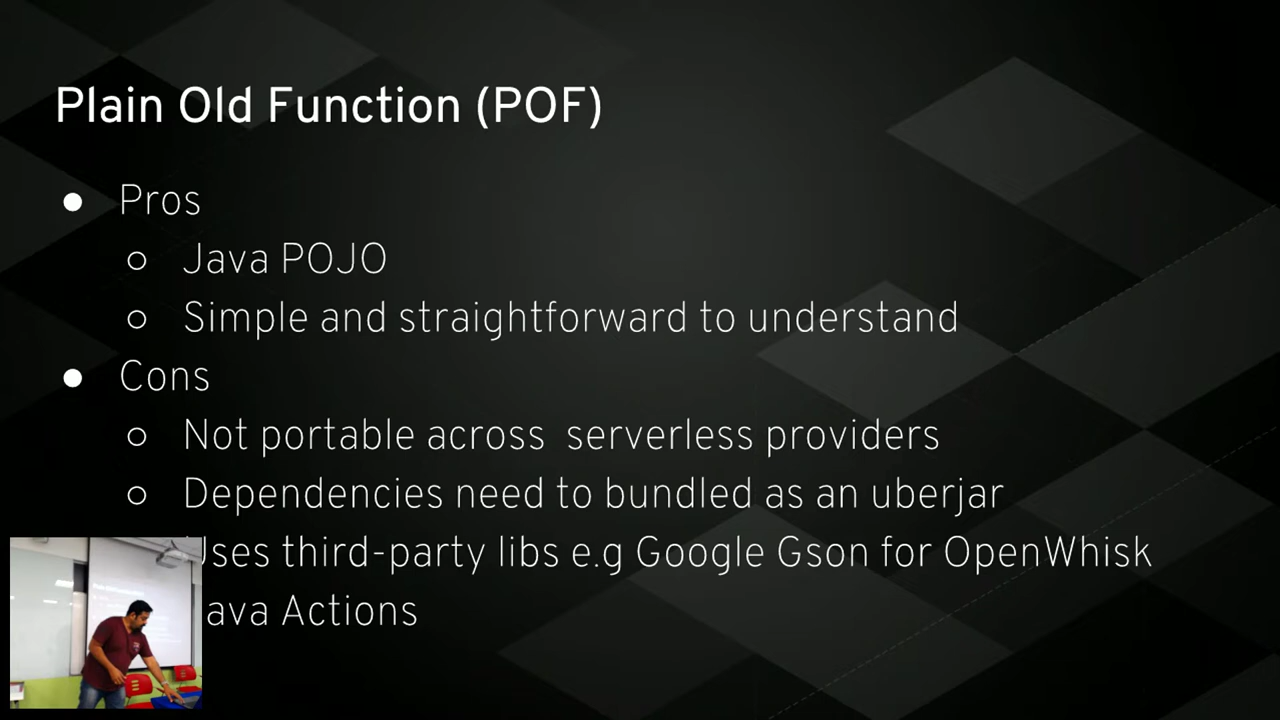 Plain Old Function (POF)
● Pros
○ Java POJO
○ Simple and straightforward to understand
● Cons
○ Not portable across serverless providers
○ Dependencies need to bundled as an uberjar
Uses third-party libs e.g Google Gson for OpenWhisk
ava Actions